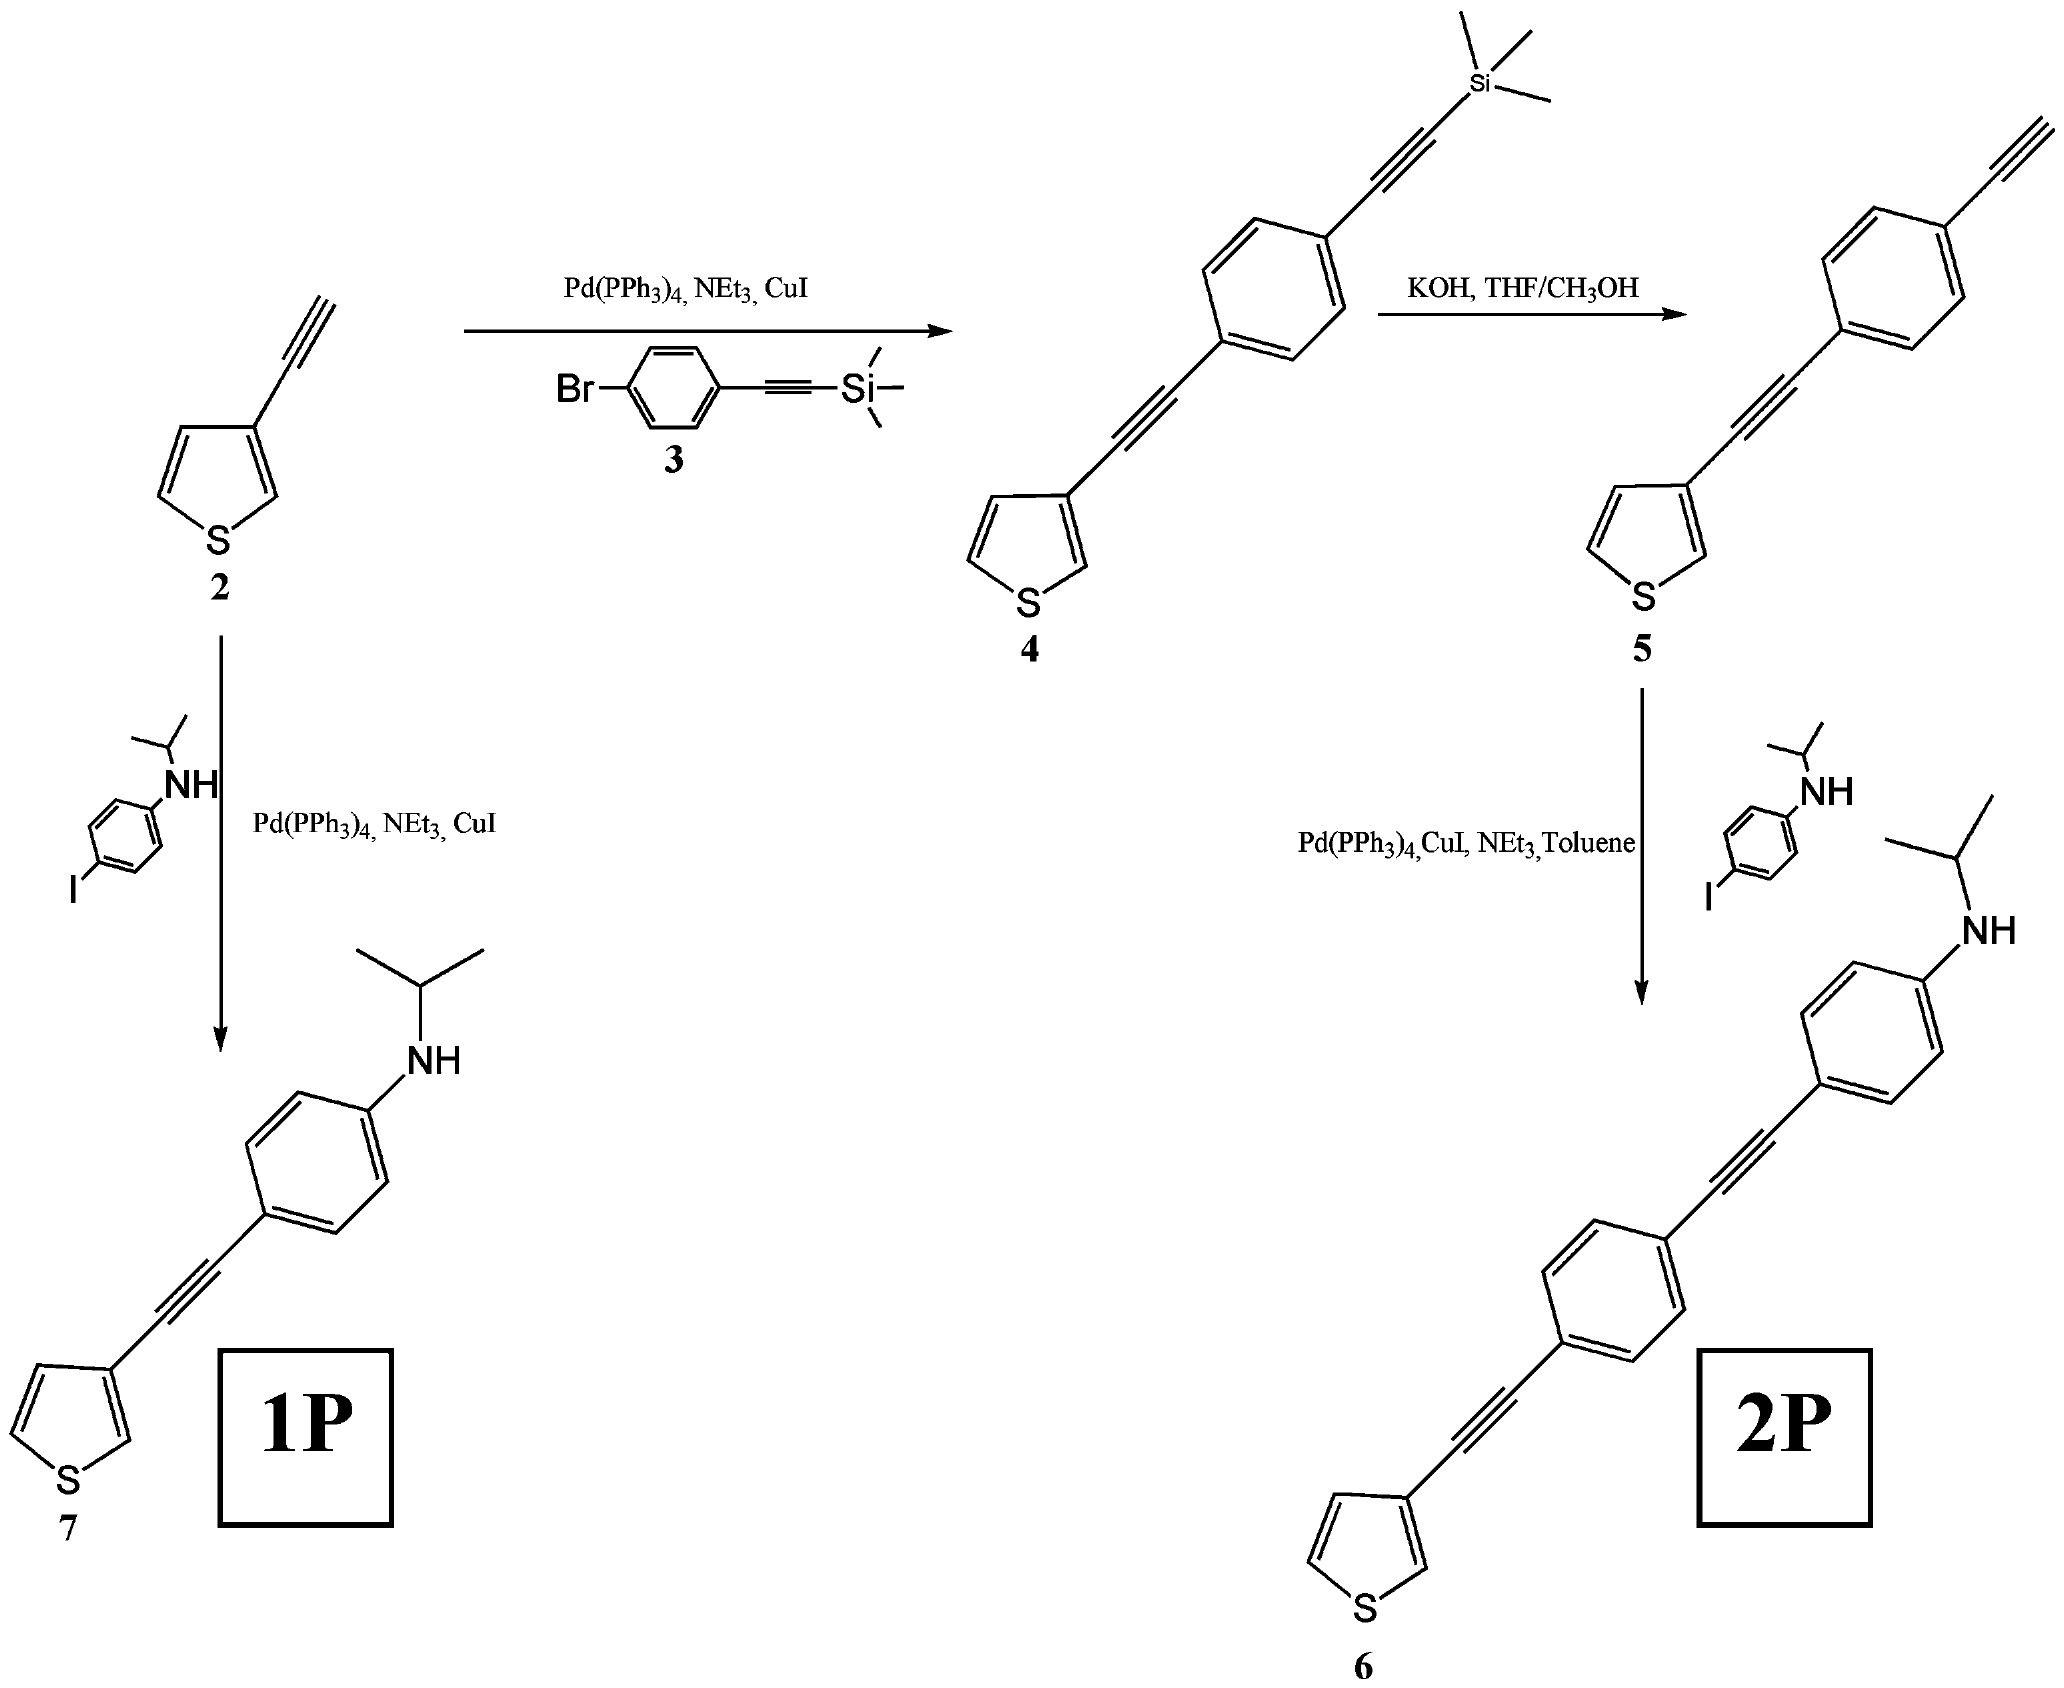 Si
Pd(PPh3)4, NEt3, CuI
KOH, THF/CH3OH
Br
Si
3
S
2
S
4
S
5
NH
I
Pd(PPh3)4, NEt3, CuI
NH
I
Pd(PPh3)4,CuI, NEt3,Toluene
NH
NH
1P
2P
S
7
S
6